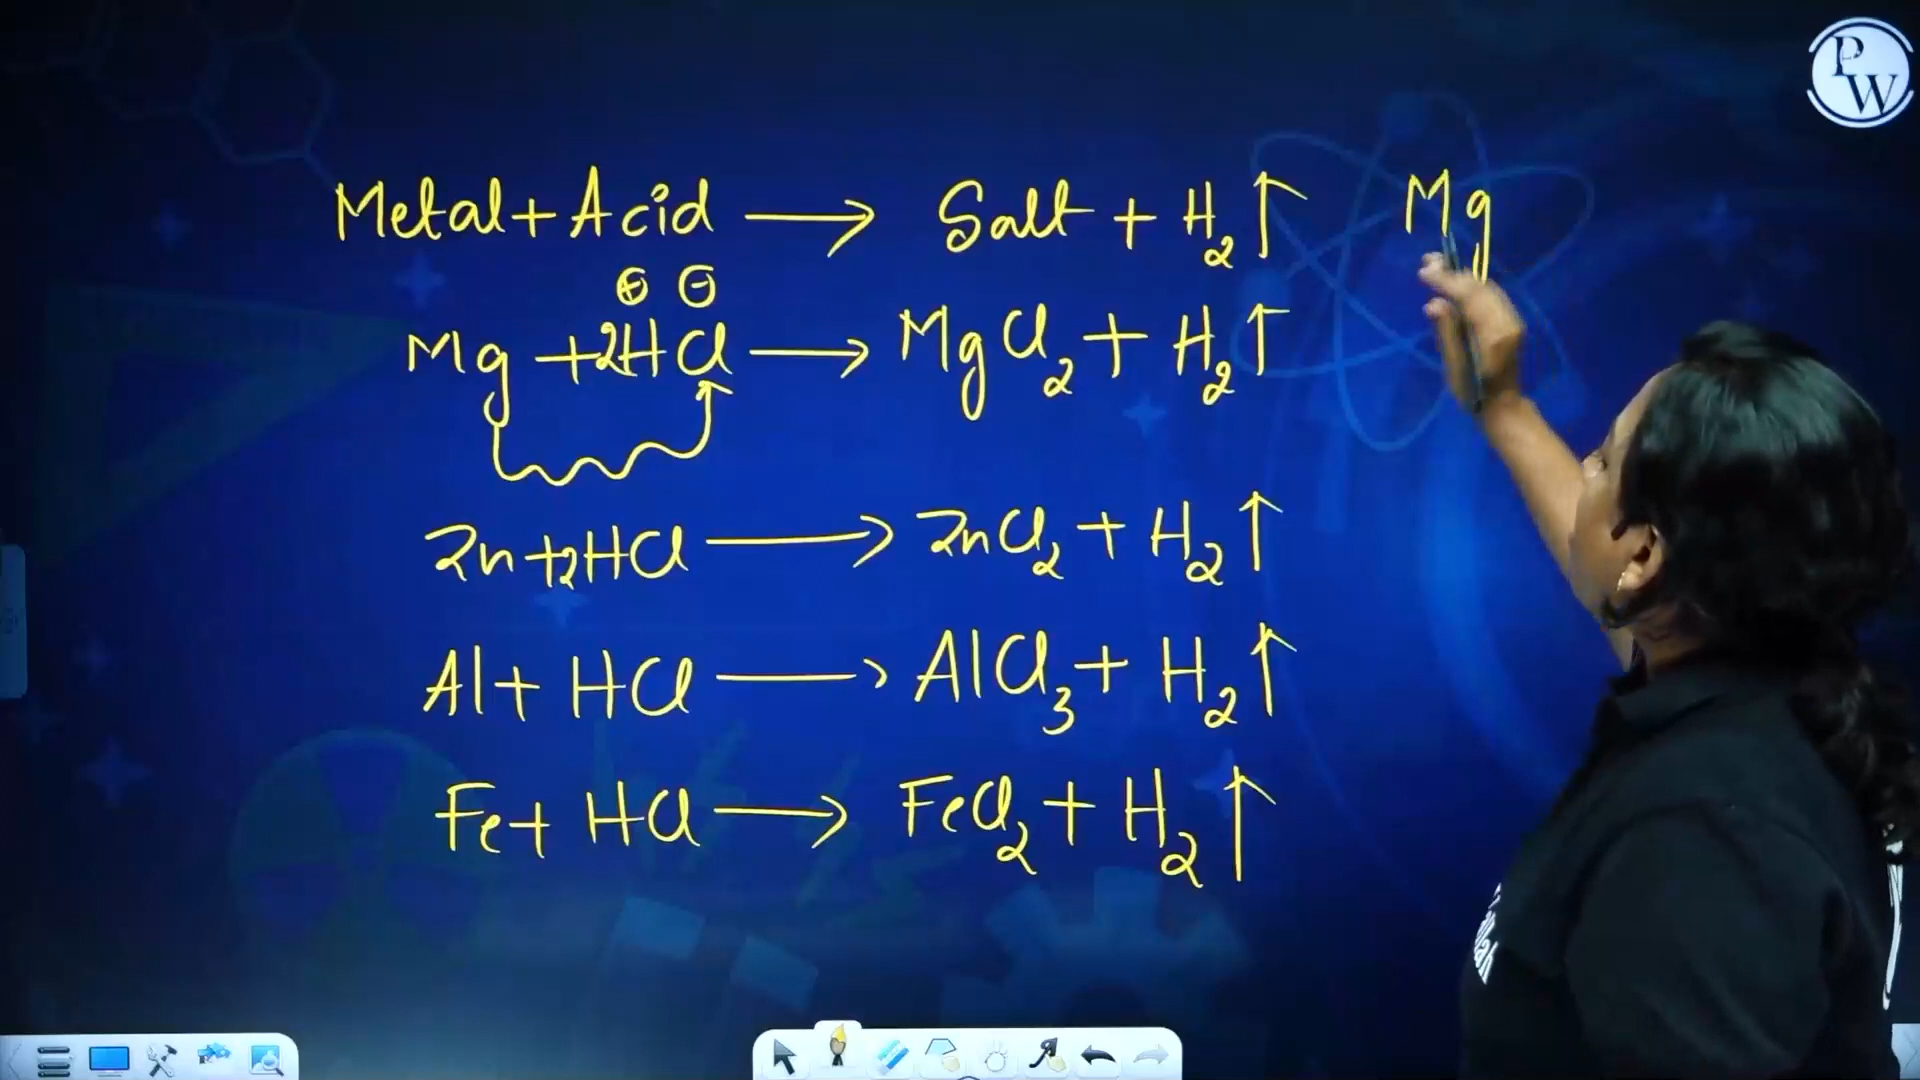 PW
Metal + Acid ⟶ Salt + H₂↑ Mg
⊕ ⊖
Mg + 2HCl ⟶ MgCl₂ + H₂↑
Zn + 2HCl ⟶ ZnCl₂ + H₂↑
Al + HCl ⟶ AlCl₃ + H₂↑
Fe + HCl ⟶ FeCl₂ + H₂↑